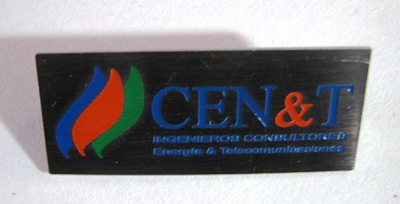 CEN&T
INGENIEROS CONSULTORES
Energía & Telecomunicaciones